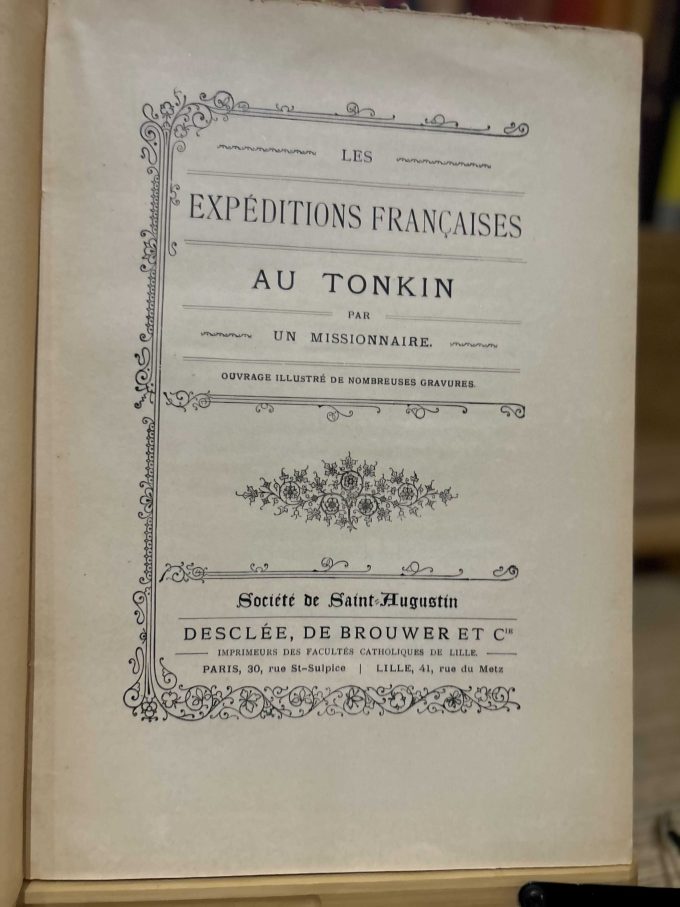 LES
EXPÉDITIONS FRANÇAISES
AU TONKIN
PAR
UN MISSIONNAIRE.
OUVRAGE ILLUSTRÉ DE NOMBREUSES GRAVURES.
Société de Saint-Augustin
DESCLÉE, DE BROUWER ET Cie
IMPRIMEURS DES FACULTÉS CATHOLIQUES DE LILLE.
PARIS, 30, rue St-Sulpice | LILLE, 41, rue du Metz